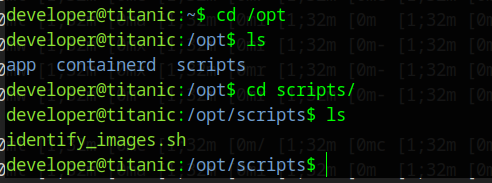 developer@titanic:~$ cd /opt
developer@titanic:/opt$ ls
app  containerd  scripts
developer@titanic:/opt$ cd scripts/
developer@titanic:/opt/scripts$ ls
identify_images.sh
developer@titanic:/opt/scripts$